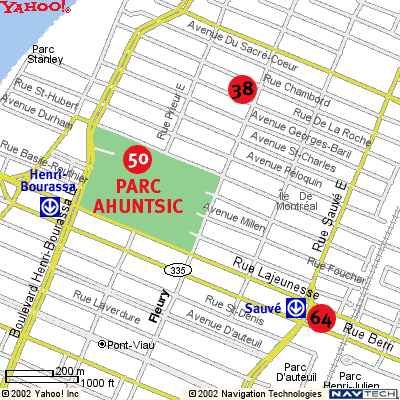 YAHOO!
Parc
Stanley
Avenue Du Sacré-Coeur
Rue St-Hubert
Avenue Durham
Rue Prieur E
38
Rue Chambord
Rue De La Roche
Avenue Georges-Baril
Avenue St-Charles
Avenue Péloquin
50
PARC
AHUNTSIC
Henri-
Bourassa
Île De
Montréal
Avenue Millen
Rue Sauvé E
Boulevard Henri-Bourassa E
Rue Lajeunesse
Rue Foucher
335
Rue Laverdure
Fleury
Rue St-Denis
Avenue D'auteuil
Sauvé
64
Rue Berri
Pont-Viau
Parc
D'auteuil
Parc
Henri-Julien
200 m
1000 ft
©2002 Yahoo! Inc
©2002 Navigation Technologies
NAVTECH